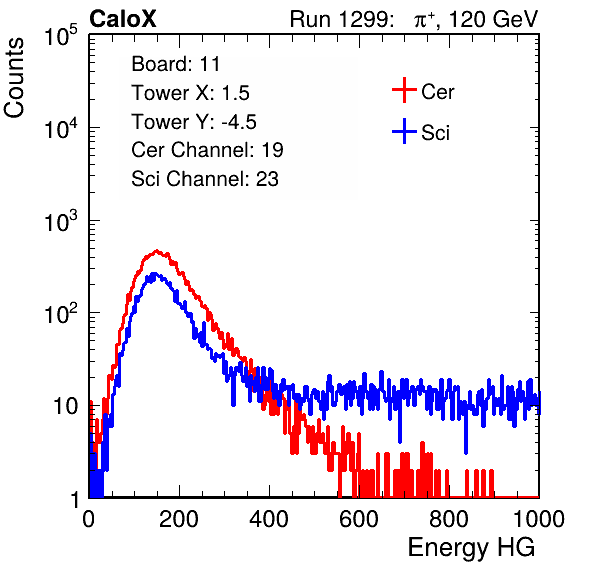 CaloX Run 1299: π⁺, 120 GeV
Counts
10⁵
10⁴
10³
10²
10
1
Board: 11
Tower X: 1.5
Tower Y: -4.5
Cer Channel: 19
Sci Channel: 23
Cer
Sci
0 200 400 600 800 1000
Energy HG